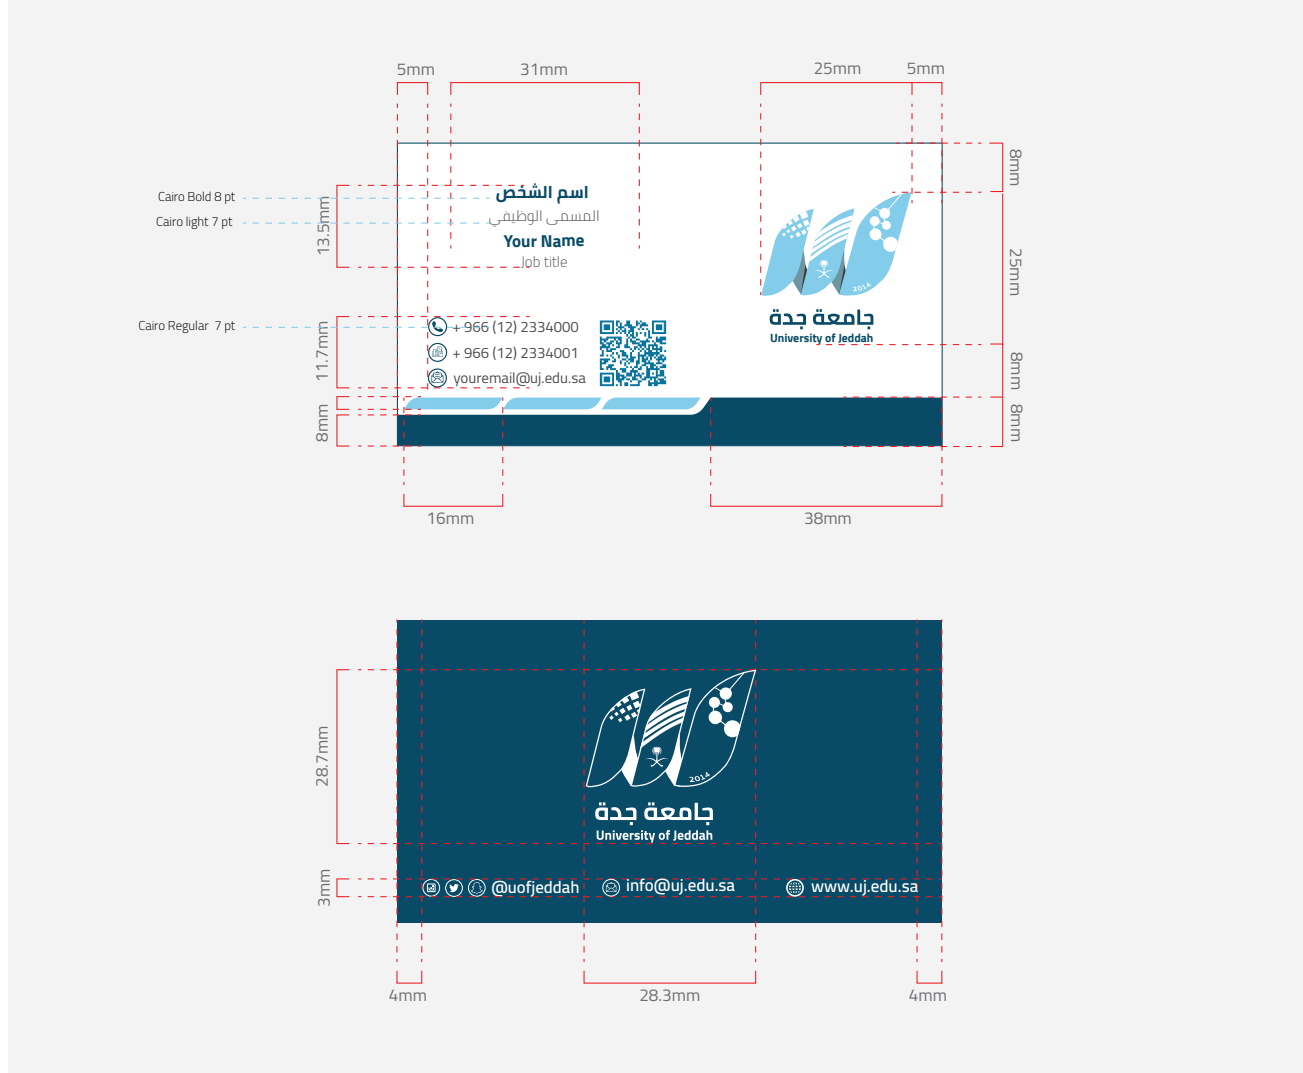 5mm
31mm
25mm
5mm
8mm
Cairo Bold 8 pt
اسم الشخص
Cairo light 7 pt
المسمى الوظيفي
13.5mm
Your Name
Job title
2014
25mm
جامعة جدة
University of Jeddah
Cairo Regular 7 pt
+ 966 (12) 2334000
+ 966 (12) 2334001
youremail@uj.edu.sa
11.7mm
8mm
8mm
8mm
16mm
38mm
2014
28.7mm
جامعة جدة
University of Jeddah
3mm
@uofjeddah
info@uj.edu.sa
www.uj.edu.sa
4mm
28.3mm
4mm